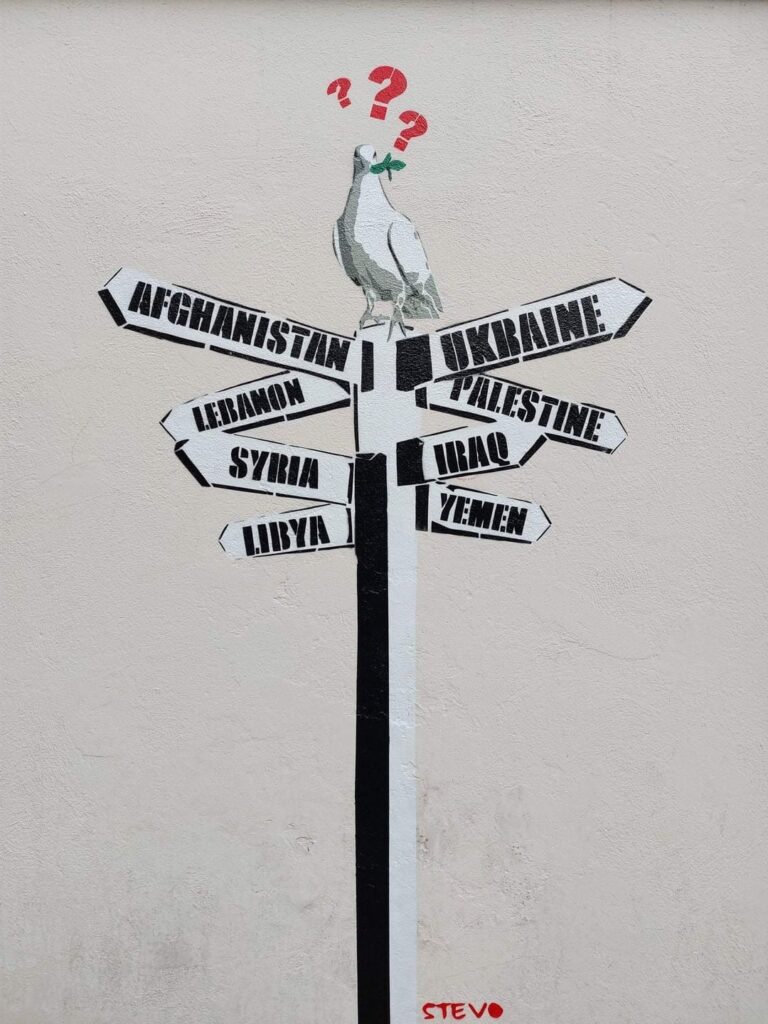 ? ? ?
AFGHANISTAN
UKRAINE
LEBANON
PALESTINE
SYRIA
IRAQ
LIBYA
YEMEN
STEVO